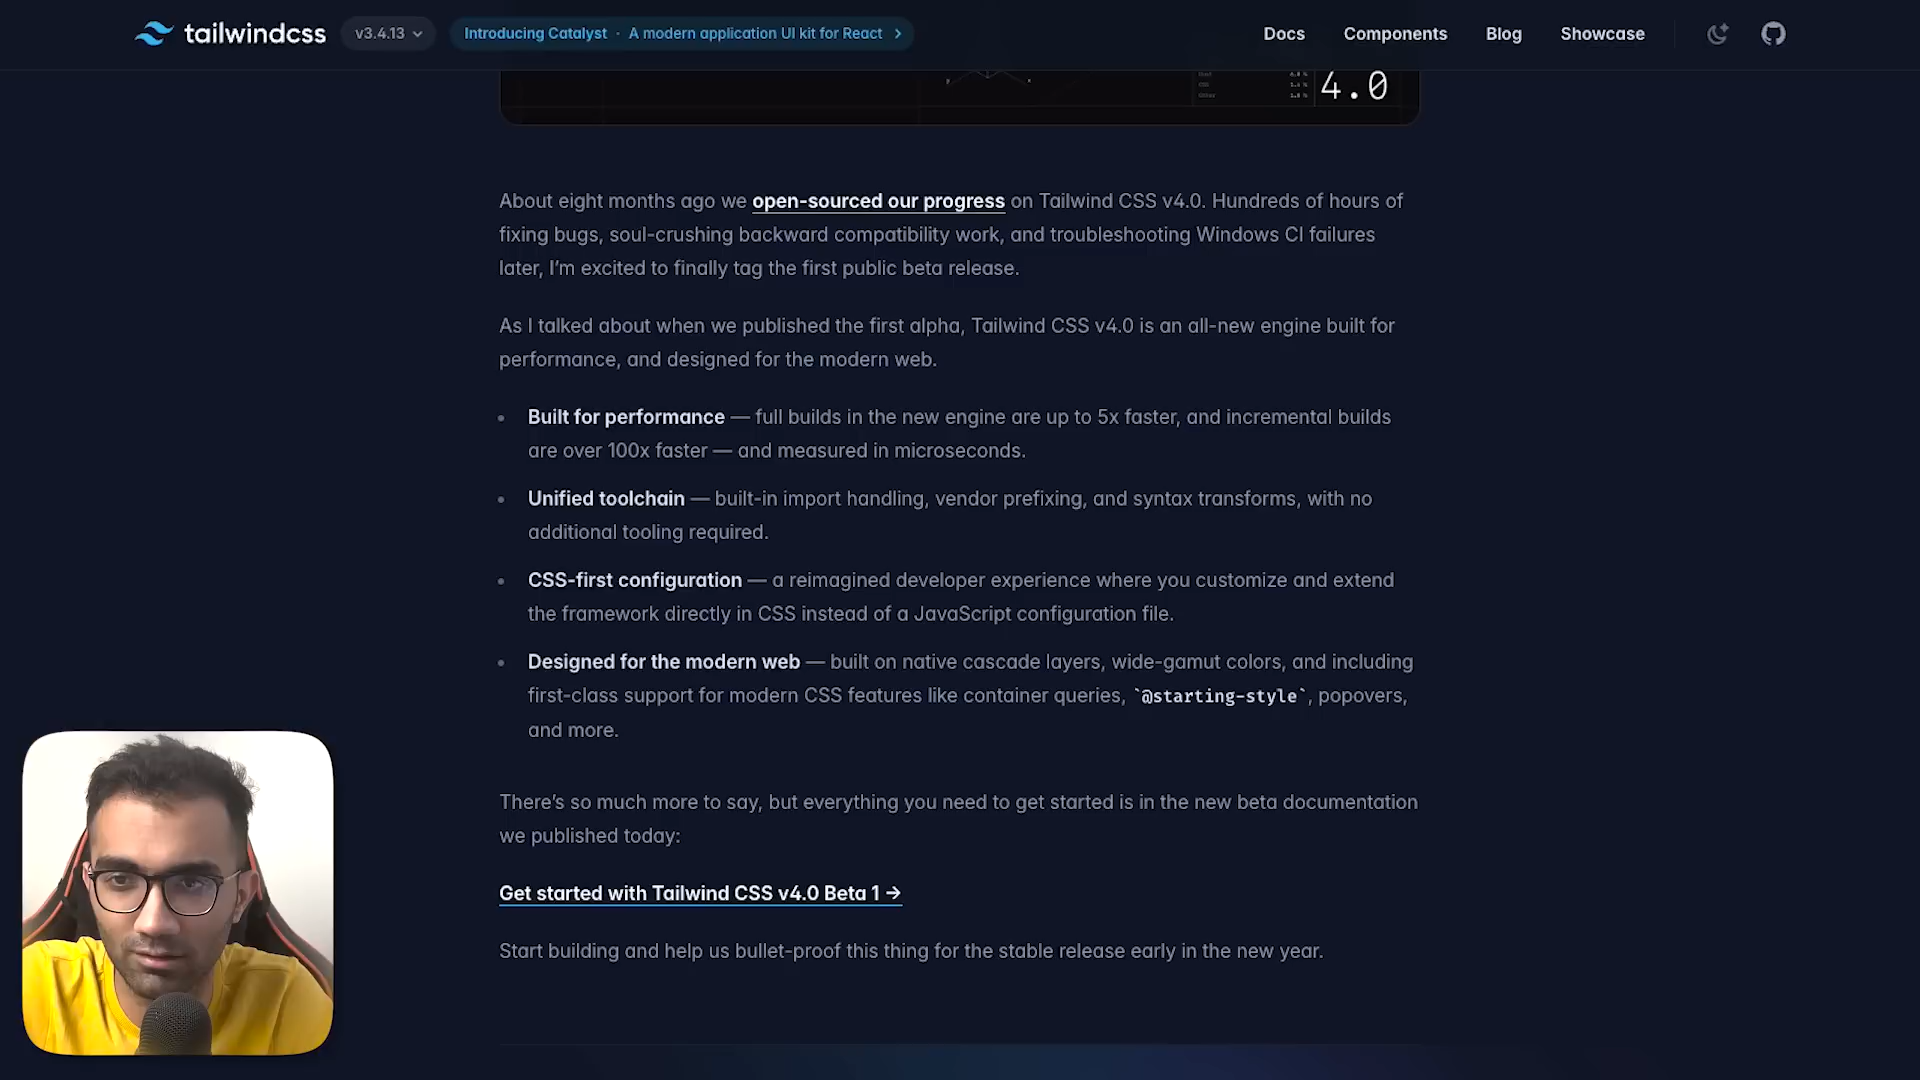 tailwindcss
v3.4.13
Introducing Catalyst · A modern application UI kit for React
Docs
Components
Blog
Showcase
4.0
About eight months ago we open-sourced our progress on Tailwind CSS v4.0. Hundreds of hours of
fixing bugs, soul-crushing backward compatibility work, and troubleshooting Windows CI failures
later, I’m excited to finally tag the first public beta release.
As I talked about when we published the first alpha, Tailwind CSS v4.0 is an all-new engine built for
performance, and designed for the modern web.
• Built for performance — full builds in the new engine are up to 5x faster, and incremental builds
are over 100x faster — and measured in microseconds.
• Unified toolchain — built-in import handling, vendor prefixing, and syntax transforms, with no
additional tooling required.
• CSS-first configuration — a reimagined developer experience where you customize and extend
the framework directly in CSS instead of a JavaScript configuration file.
• Designed for the modern web — built on native cascade layers, wide-gamut colors, and including
first-class support for modern CSS features like container queries, `@starting-style`, popovers,
and more.
There’s so much more to say, but everything you need to get started is in the new beta documentation
we published today:
Get started with Tailwind CSS v4.0 Beta 1 →
Start building and help us bullet-proof this thing for the stable release early in the new year.